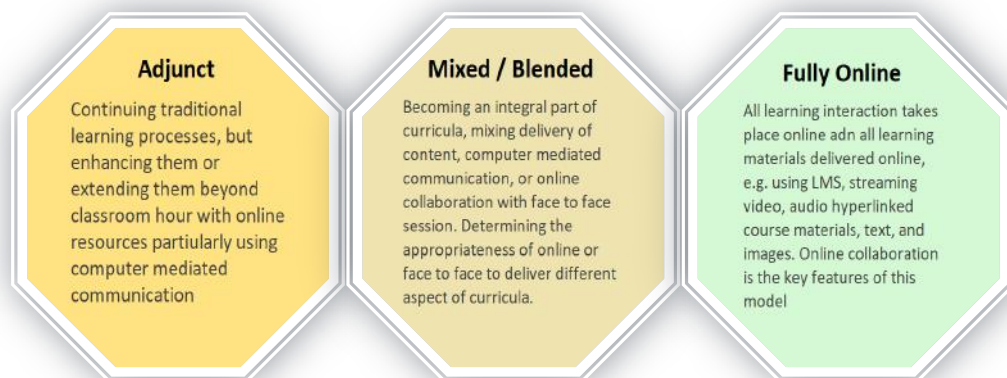 Adjunct
Continuing traditional
learning processes, but
enhancing them or
extending them beyond
classroom hour with online
resources partiularly using
computer mediated
communication
Mixed / Blended
Becoming an integral part of
curricula, mixing delivery of
content, computer mediated
communication, or online
collaboration with face to face
session. Determining the
appropriateness of online or
face to face to deliver different
aspect of curricula.
Fully Online
All learning interaction takes
place online adn all learning
materials delivered online,
e.g. using LMS, streaming
video, audio hyperlinked
course materials, text, and
images. Online collaboration
is the key features of this
model